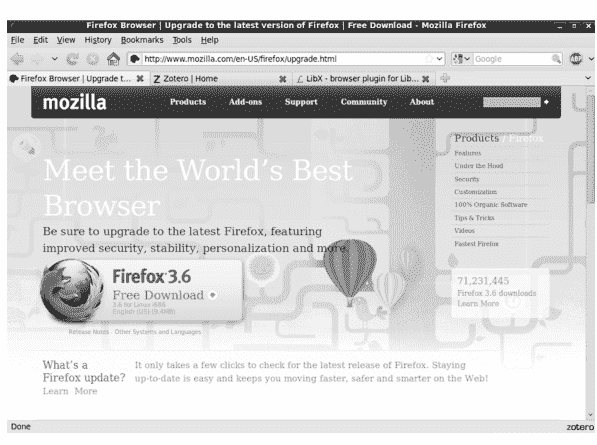 Firefox Browser | Upgrade to the latest version of Firefox | Free Download - Mozilla Firefox
File Edit View History Bookmarks Tools Help
http://www.mozilla.com/en-US/firefox/upgrade.html
Google
ABP
Firefox Browser | Upgrade t...
Z Zotero | Home
LibX - browser plugin for Lib...
mozilla
Products Add-ons Support Community About
Products / Firefox
Features
Under the Hood
Security
Customization
100% Organic Software
Tips & Tricks
Videos
Fastest Firefox
Meet the World's Best
Browser
Be sure to upgrade to the latest Firefox, featuring
improved security, stability, personalization and more.
Firefox 3.6
Free Download
3.6 for Linux i686
English (US) (9.4MB)
Release Notes - Other Systems and Languages
71,231,445
Firefox 3.6 downloads
Learn More
What's a
Firefox update?
Learn More
It only takes a few clicks to check for the latest release of Firefox. Staying
up-to-date is easy and keeps you moving faster, safer and smarter on the Web!
Done
zotero